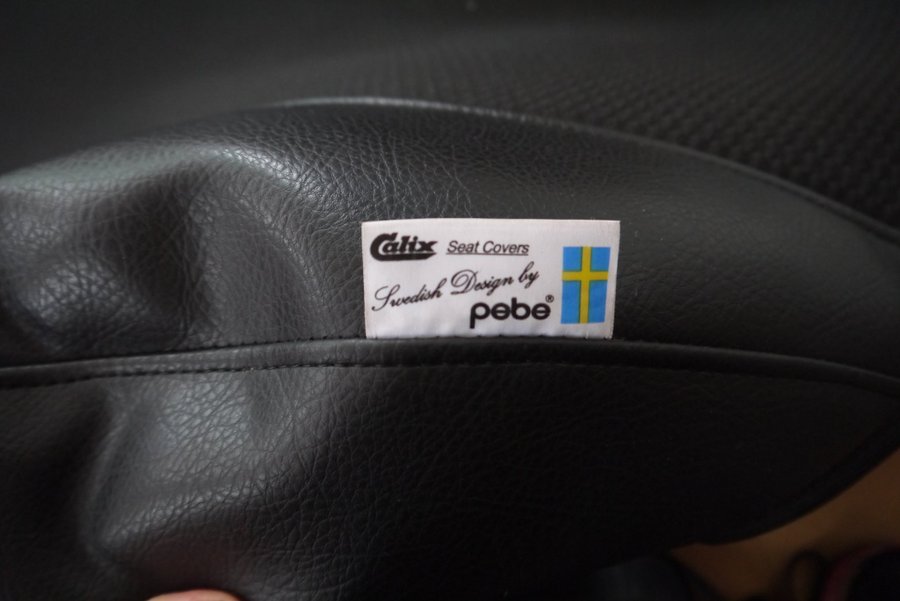 Calix Seat Covers
Swedish Design by
pebe®